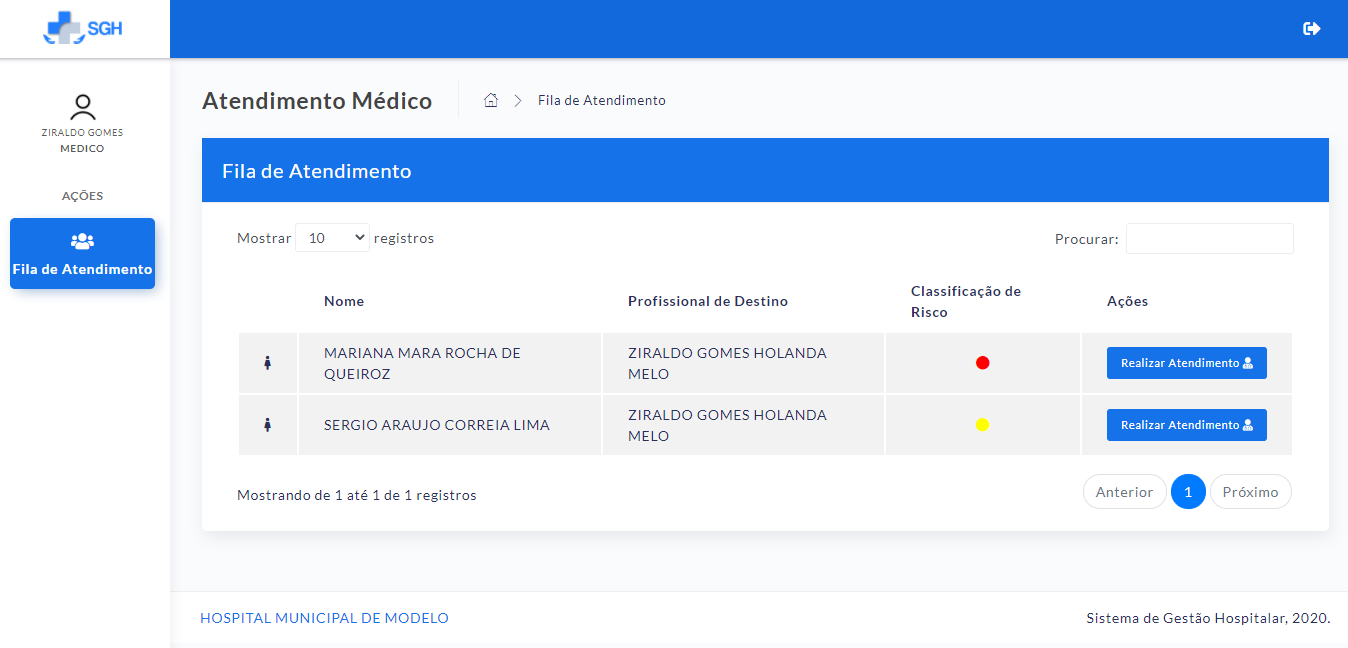 SGH
ZIRALDO GOMES
MEDICO
AÇÕES
Fila de Atendimento
Atendimento Médico
Fila de Atendimento
Fila de Atendimento
Mostrar 10 registros
Procurar:
Nome Profissional de Destino Classificação de Risco Ações
MARIANA MARA ROCHA DE
QUEIROZ
ZIRALDO GOMES HOLANDA
MELO
Realizar Atendimento
SERGIO ARAUJO CORREIA LIMA
ZIRALDO GOMES HOLANDA
MELO
Realizar Atendimento
Mostrando de 1 até 1 de 1 registros
Anterior 1 Próximo
HOSPITAL MUNICIPAL DE MODELO
Sistema de Gestão Hospitalar, 2020.